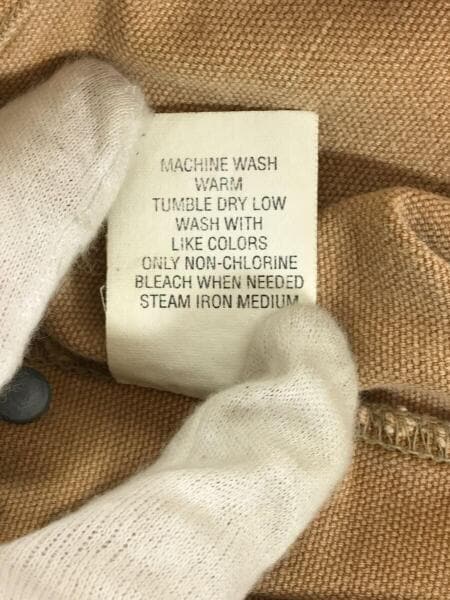 MACHINE WASH
WARM
TUMBLE DRY LOW
WASH WITH
LIKE COLORS
ONLY NON-CHLORINE
BLEACH WHEN NEEDED
STEAM IRON MEDIUM